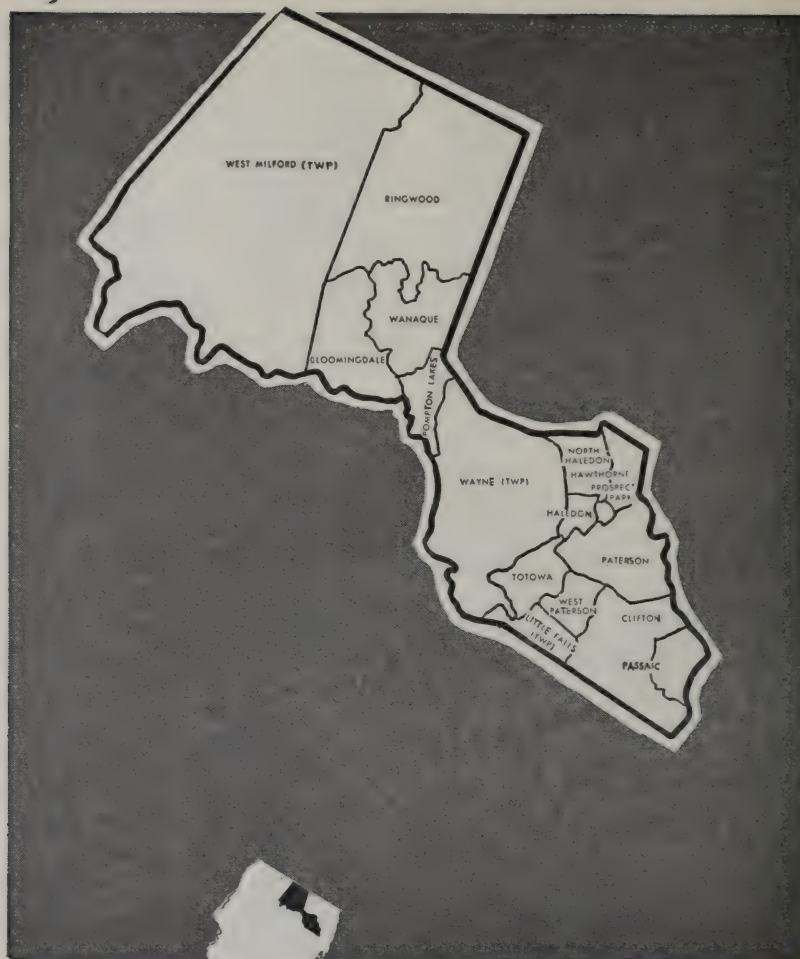 WEST MILFORD (TWP)
RINGWOOD
WANAQUE
BLOOMINGDALE
POMPTON LAKES
NORTH
HALEDON
HAWTHORNE
WAYNE (TWP)
PROSPECT
PARK
HALEDON
PATERSON
TOTOWA
WEST
PATERSON
CLIFTON
LITTLE FALLS
(TWP)
PASSAIC